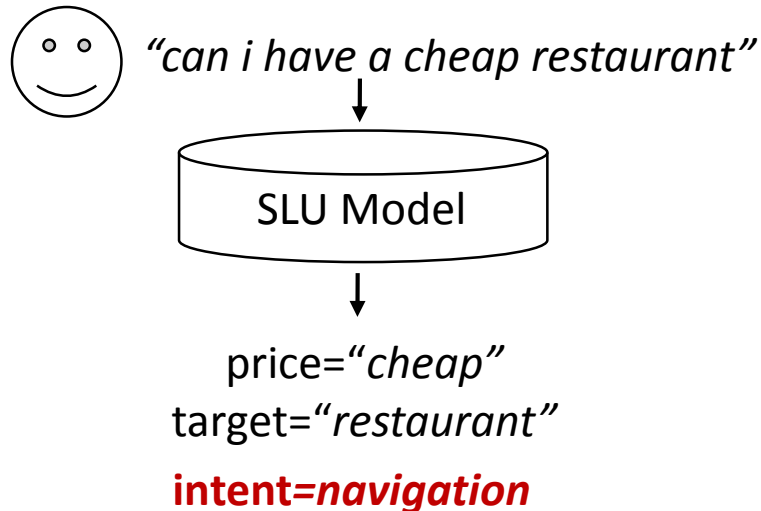 “can i have a cheap restaurant”
SLU Model
price=“cheap”
target=“restaurant”
intent=navigation